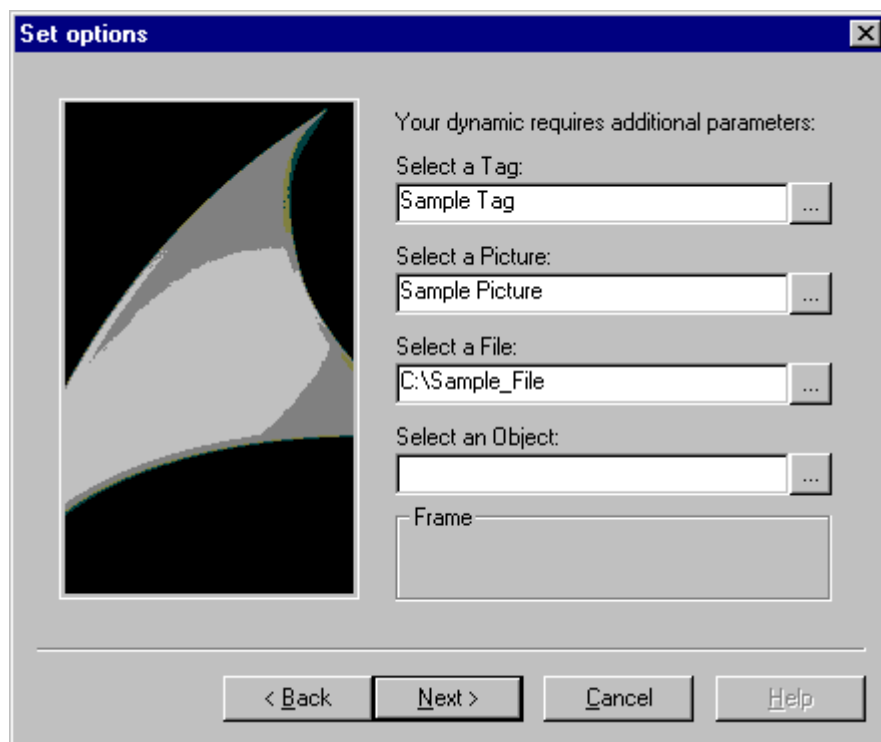 Set options
Your dynamic requires additional parameters:
Select a Tag:
Sample Tag
...
Select a Picture:
Sample Picture
...
Select a File:
C:\Sample_File
...
Select an Object:
...
Frame
< Back
Next >
Cancel
Help